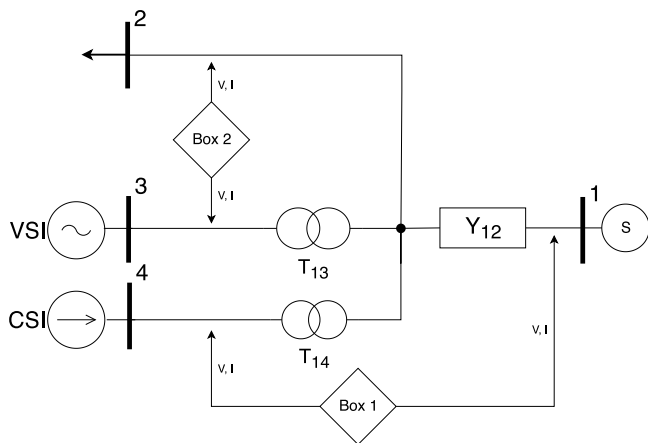 2
V, I
Box 2
V, I
3
VSI
T13
1
Y12
S
4
CSI
T14
V, I
V, I
Box 1